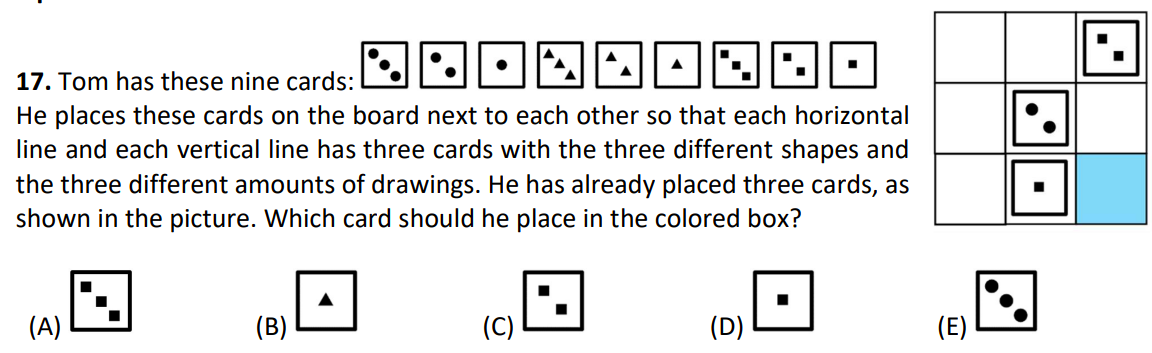 17. Tom has these nine cards:
He places these cards on the board next to each other so that each horizontal
line and each vertical line has three cards with the three different shapes and
the three different amounts of drawings. He has already placed three cards, as
shown in the picture. Which card should he place in the colored box?
(A) (B) (C) (D) (E)